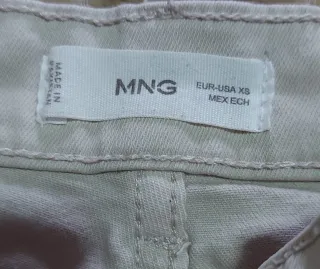 MADE IN
MNG
EUR-USA XS
MEX ECH